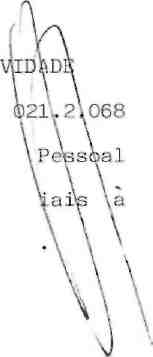 VIDADE
021.2.068
Pessoal
iais à
.